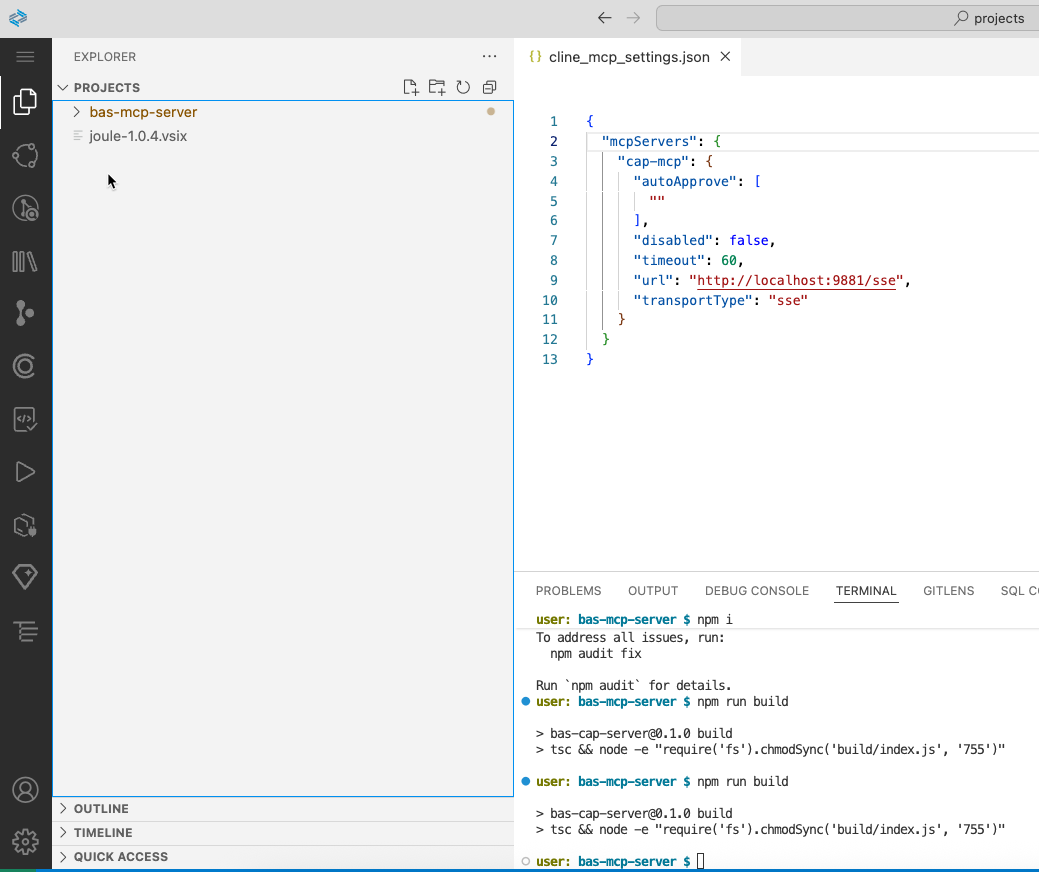 projects
EXPLORER
PROJECTS
bas-mcp-server
joule-1.0.4.vsix
OUTLINE
TIMELINE
QUICK ACCESS
{} cline_mcp_settings.json
1 {
2 "mcpServers": {
3 "cap-mcp": {
4 "autoApprove": [
5 ""
6 ],
7 "disabled": false,
8 "timeout": 60,
9 "url": "http://localhost:9881/sse",
10 "transportType": "sse"
11 }
12 }
13 }
PROBLEMS OUTPUT DEBUG CONSOLE TERMINAL GITLENS SQL CO
user: bas-mcp-server $ npm i
To address all issues, run:
npm audit fix
Run `npm audit` for details.
user: bas-mcp-server $ npm run build
> bas-cap-server@0.1.0 build
> tsc && node -e "require('fs').chmodSync('build/index.js', '755')"
user: bas-mcp-server $ npm run build
> bas-cap-server@0.1.0 build
> tsc && node -e "require('fs').chmodSync('build/index.js', '755')"
user: bas-mcp-server $